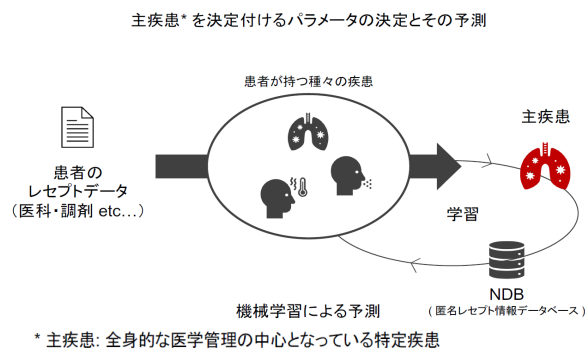 主疾患* を決定付けるパラメータの決定とその予測
患者が持つ種々の疾患
主疾患
患者の
レセプトデータ
（医科・調剤 etc…）
学習
NDB
( 匿名レセプト情報データベース )
機械学習による予測
* 主疾患: 全身的な医学管理の中心となっている特定疾患